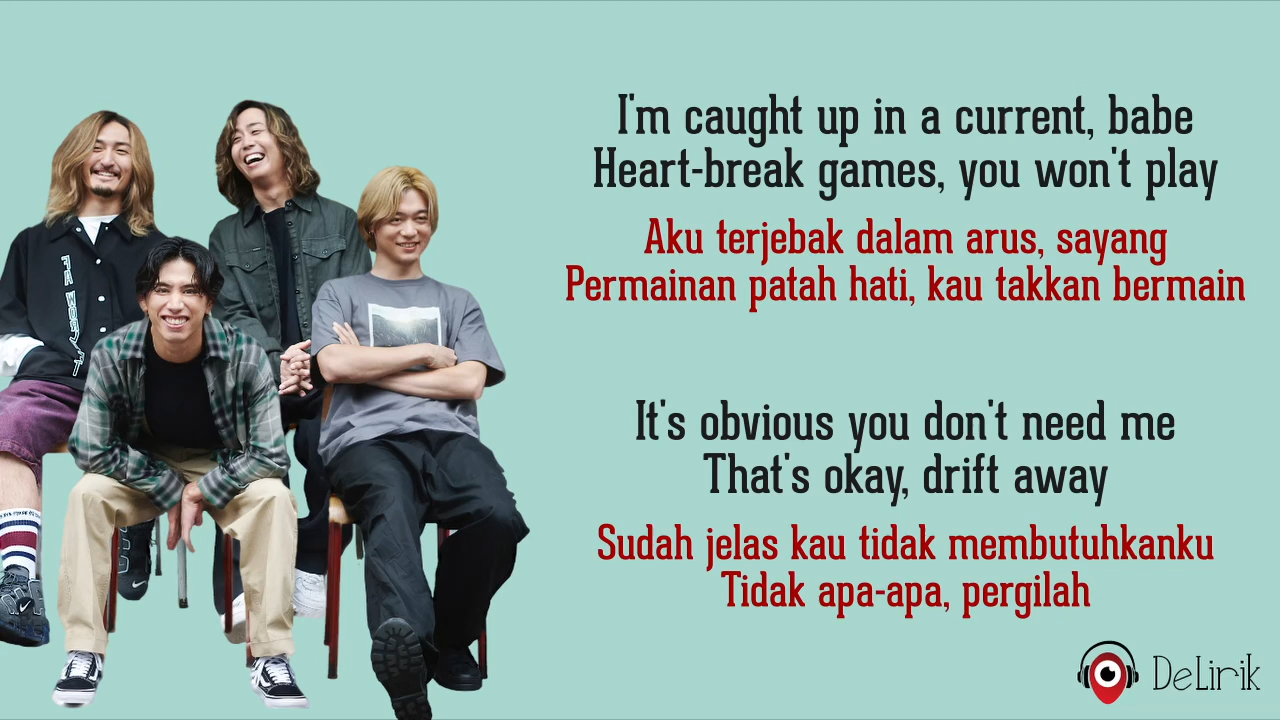 I'm caught up in a current, babe
Heart-break games, you won't play
Aku terjebak dalam arus, sayang
Permainan patah hati, kau takkan bermain
It's obvious you don't need me
That's okay, drift away
Sudah jelas kau tidak membutuhkanku
Tidak apa-apa, pergilah
DeLirik